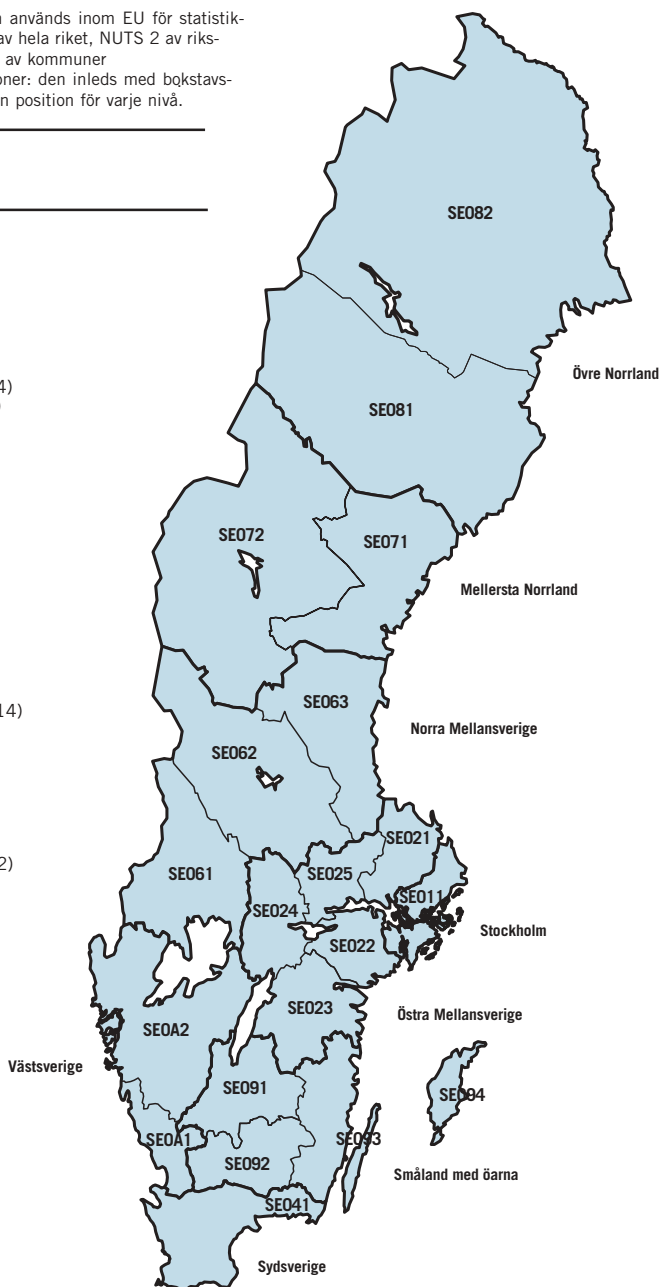 n används inom EU för statistik-
av hela riket, NUTS 2 av riks-
av kommuner
oner: den inleds med bokstavs-
n position för varje nivå.
SE082
4)
Övre Norrland
SE081
SE072
SE071
Mellersta Norrland
SE063
14)
Norra Mellansverige
SE062
SE021
2)
SE061
SE025
SE011
SE024
Stockholm
SE022
SE023
Östra Mellansverige
SE0A2
Västsverige
SE091
SE094
SE0A1
SE093
SE092
Småland med öarna
SE041
Sydsverige